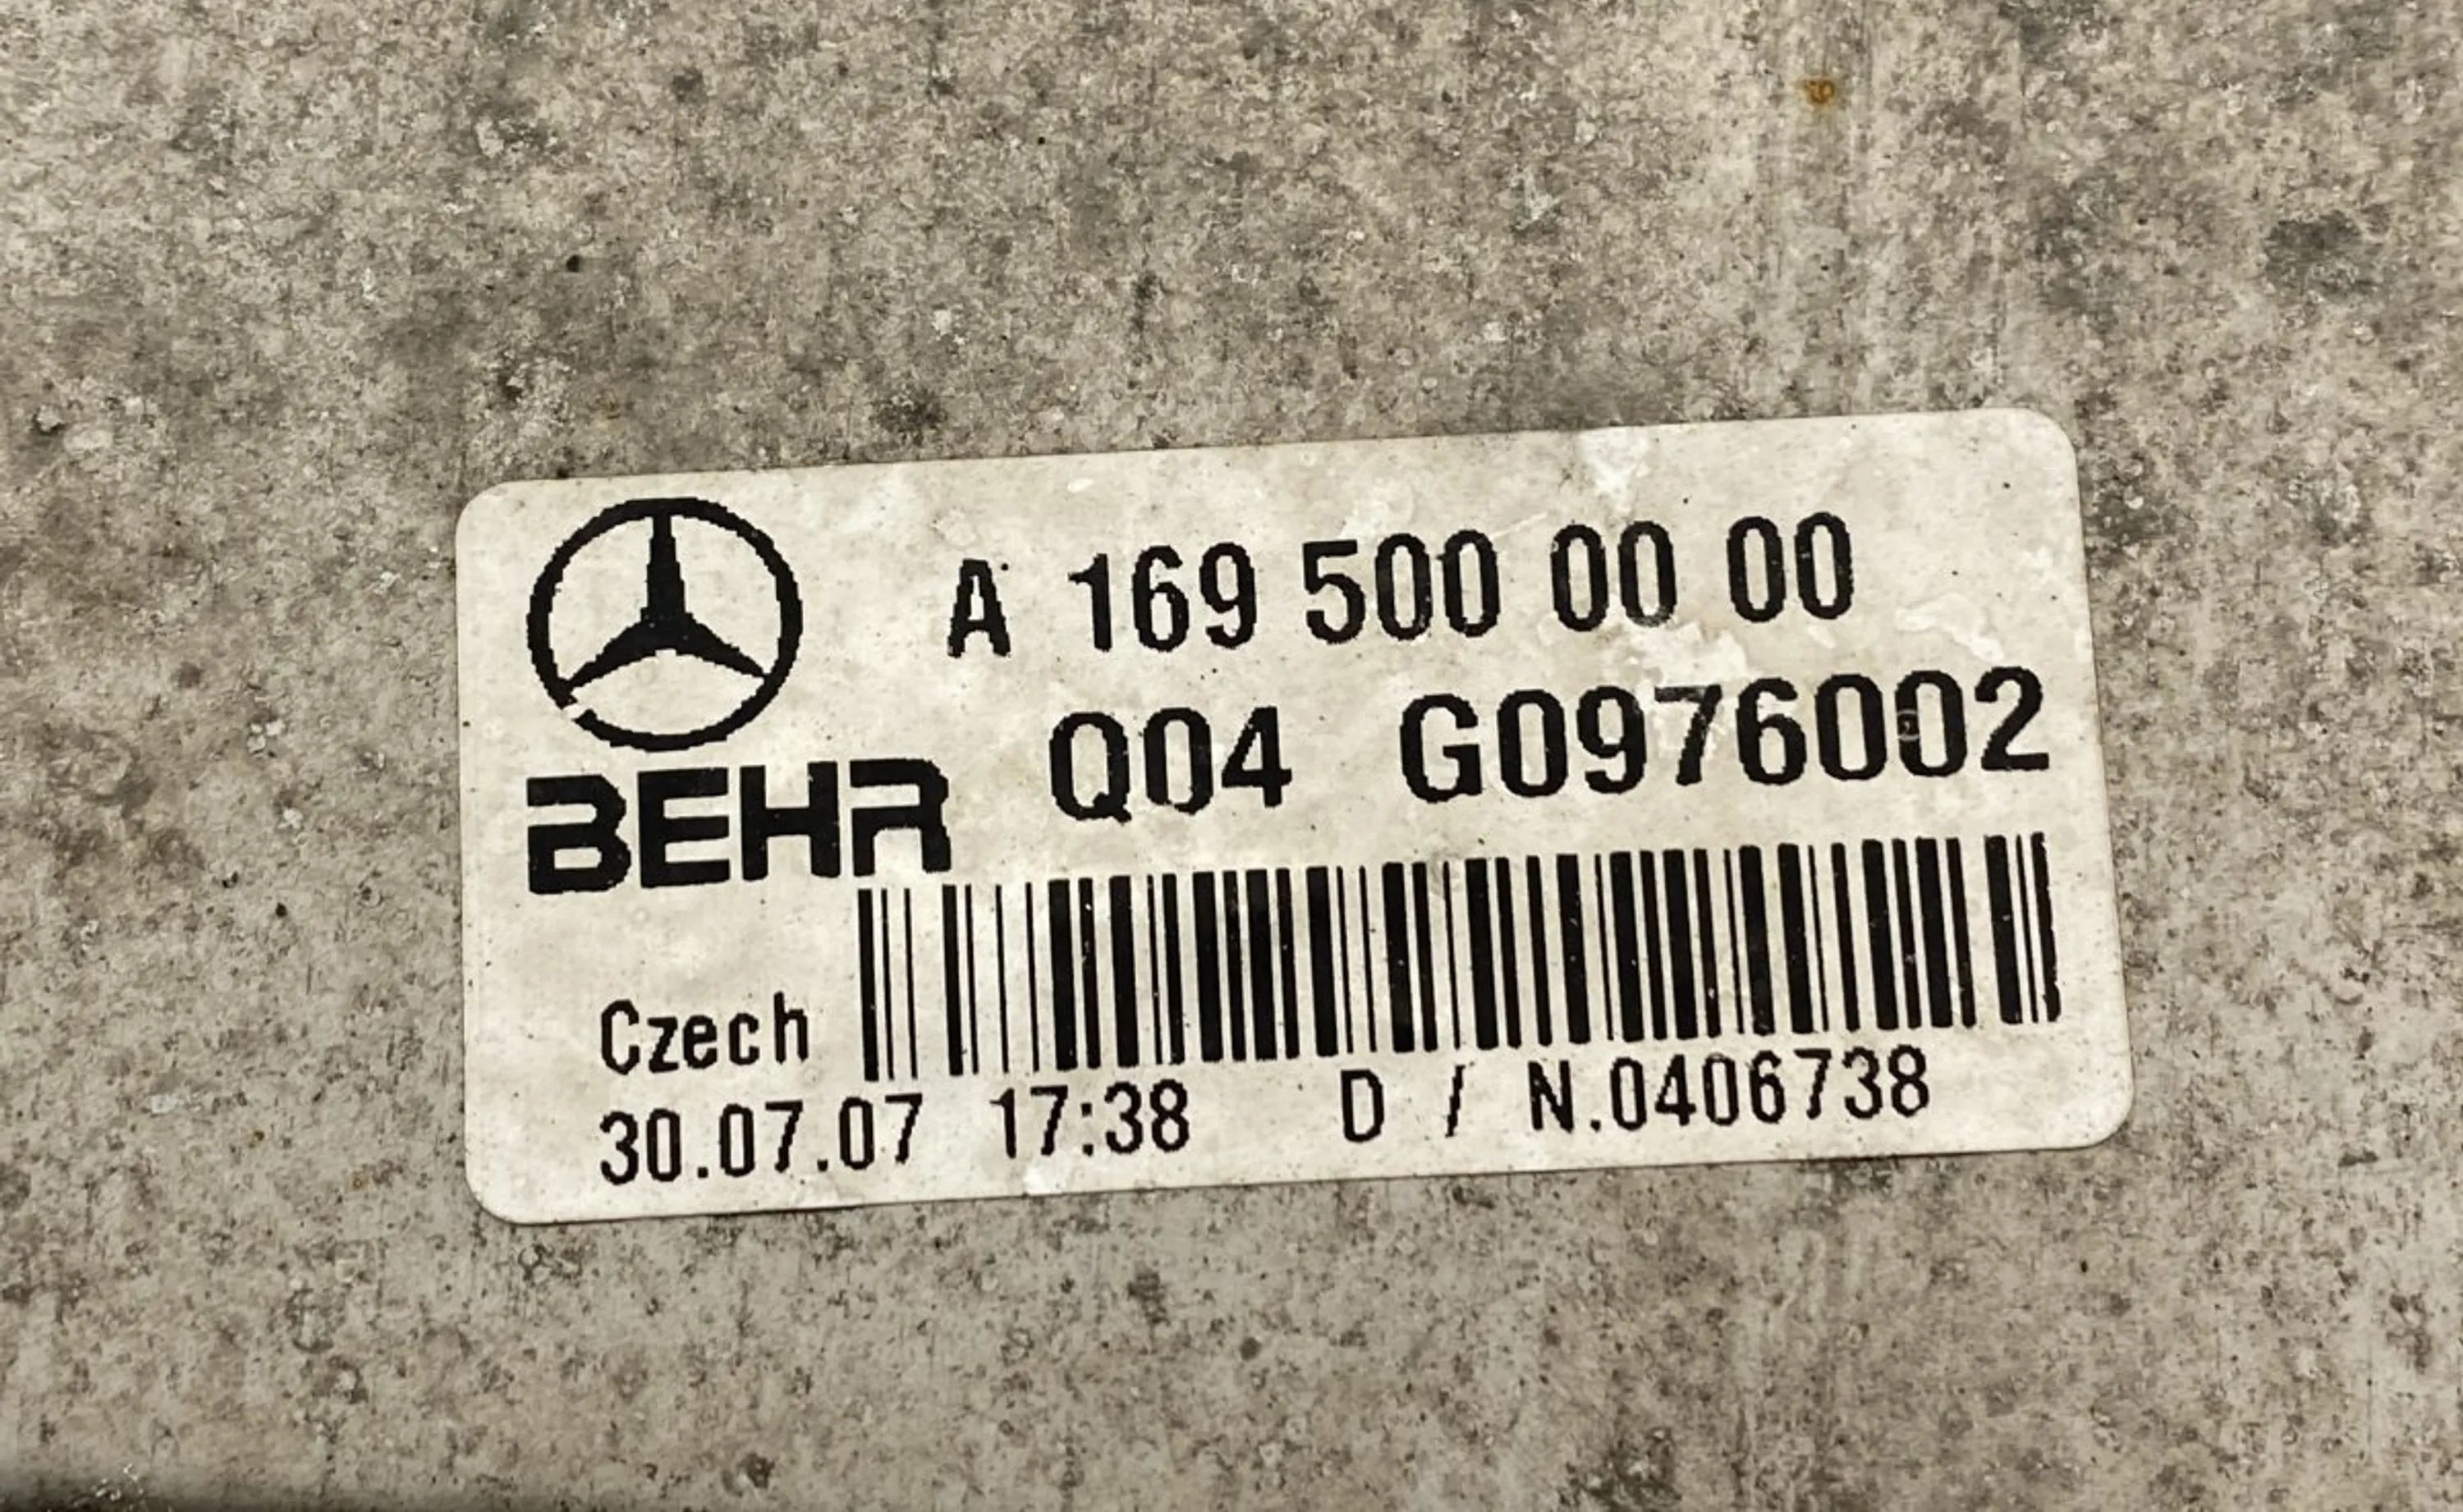 A 169 500 00 00
Q04 G0976002
BEHR
Czech
30.07.07 17:38 D / N.0406738